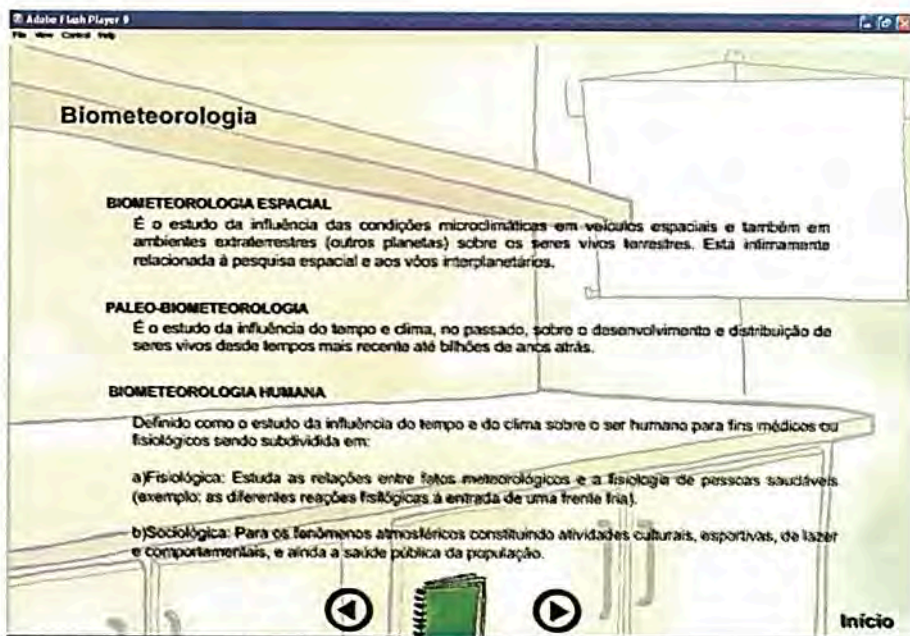 Adobe Flash Player 9
File View Control Help
Biometeorologia
BIOMETEOROLOGIA ESPACIAL
É o estudo da influência das condições microclimáticas em veículos espaciais e também em
ambientes extraterrestres (outros planetas) sobre os seres vivos terrestres. Está intimamente
relacionada à pesquisa espacial e aos vôos interplanetários.
PALEO-BIOMETEOROLOGIA
É o estudo da influência do tempo e clima, no passado, sobre o desenvolvimento e distribuição de
seres vivos desde tempos mais recente até bilhões de anos atrás.
BIOMETEOROLOGIA HUMANA
Definido como o estudo da influência do tempo e do clima sobre o ser humano para fins médicos ou
fisiológicos sendo subdividida em:
a)Fisiológica: Estuda as relações entre fatos meteorológicos e a fisiologia de pessoas saudáveis
(exemplo: as diferentes reações fisilógicas à entrada de uma frente fria).
b)Sociológica: Para os fenômenos atmosféricos constituindo atividades culturais, esportivas, de lazer
e comportamentais, e ainda a saúde pública da população.
Início